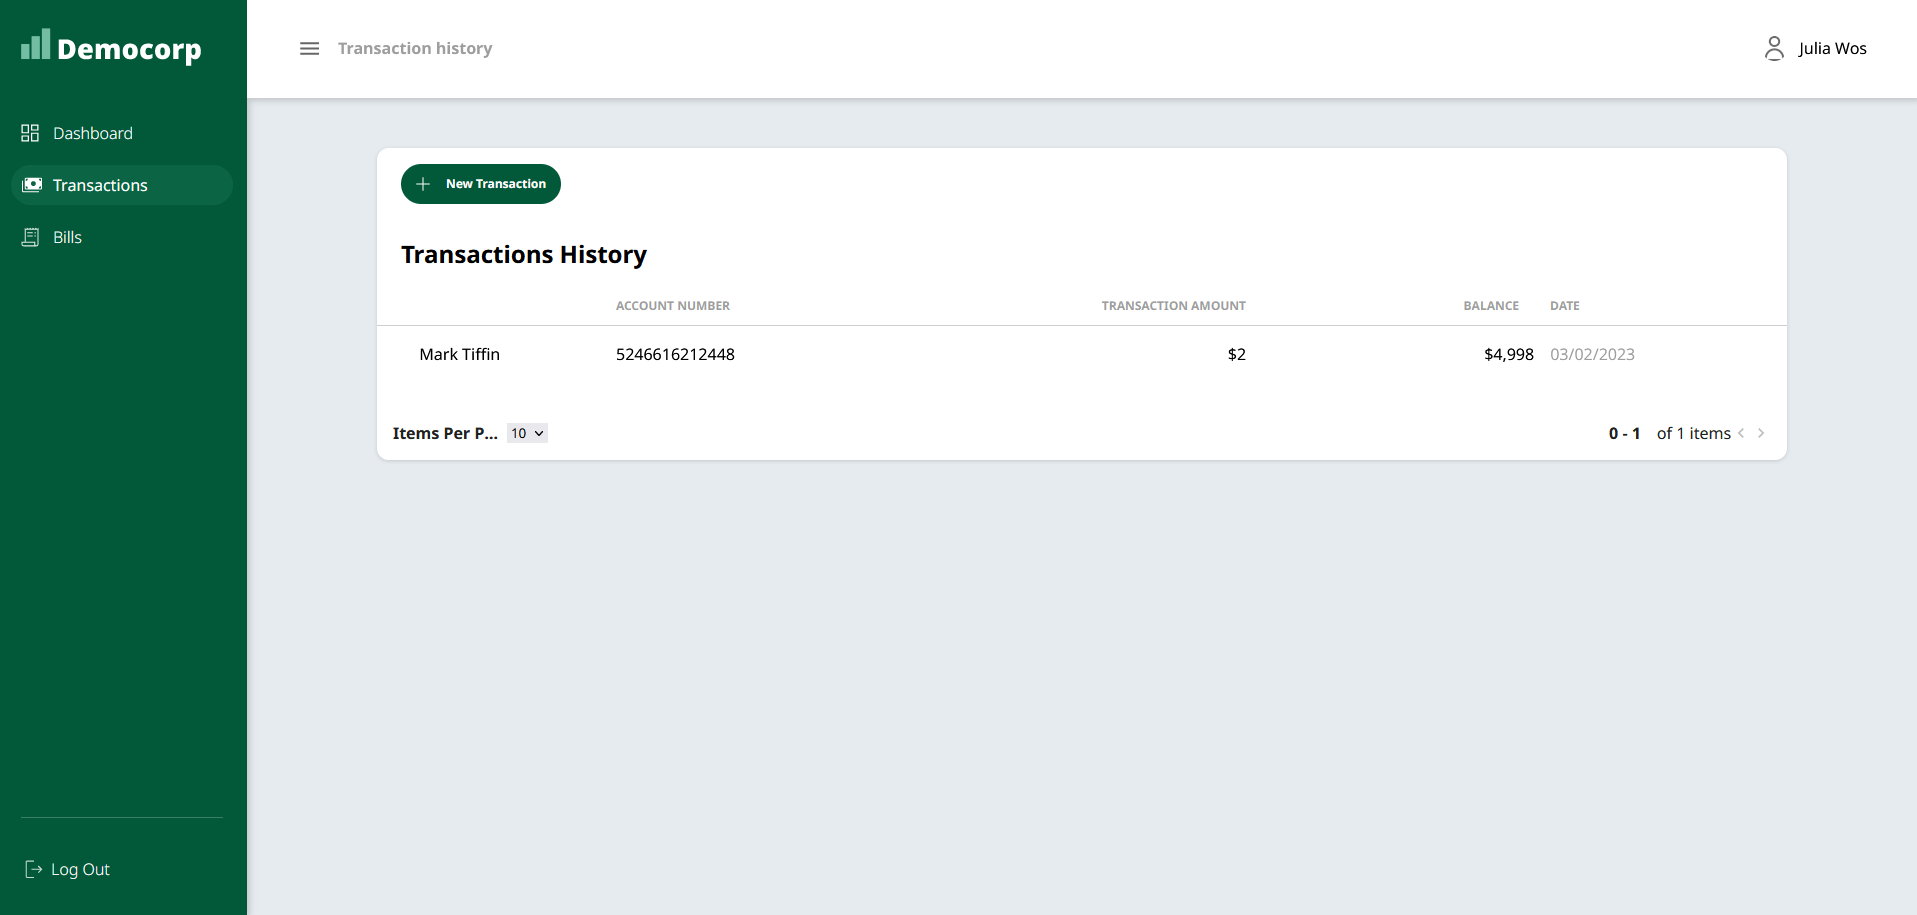 Democorp
Dashboard
Transactions
Bills
Log Out
Transaction history
Julia Wos
New Transaction
Transactions History
ACCOUNT NUMBER TRANSACTION AMOUNT BALANCE DATE
Mark Tiffin 5246616212448 $2 $4,998 03/02/2023
Items Per P... 10 0 - 1 of 1 items